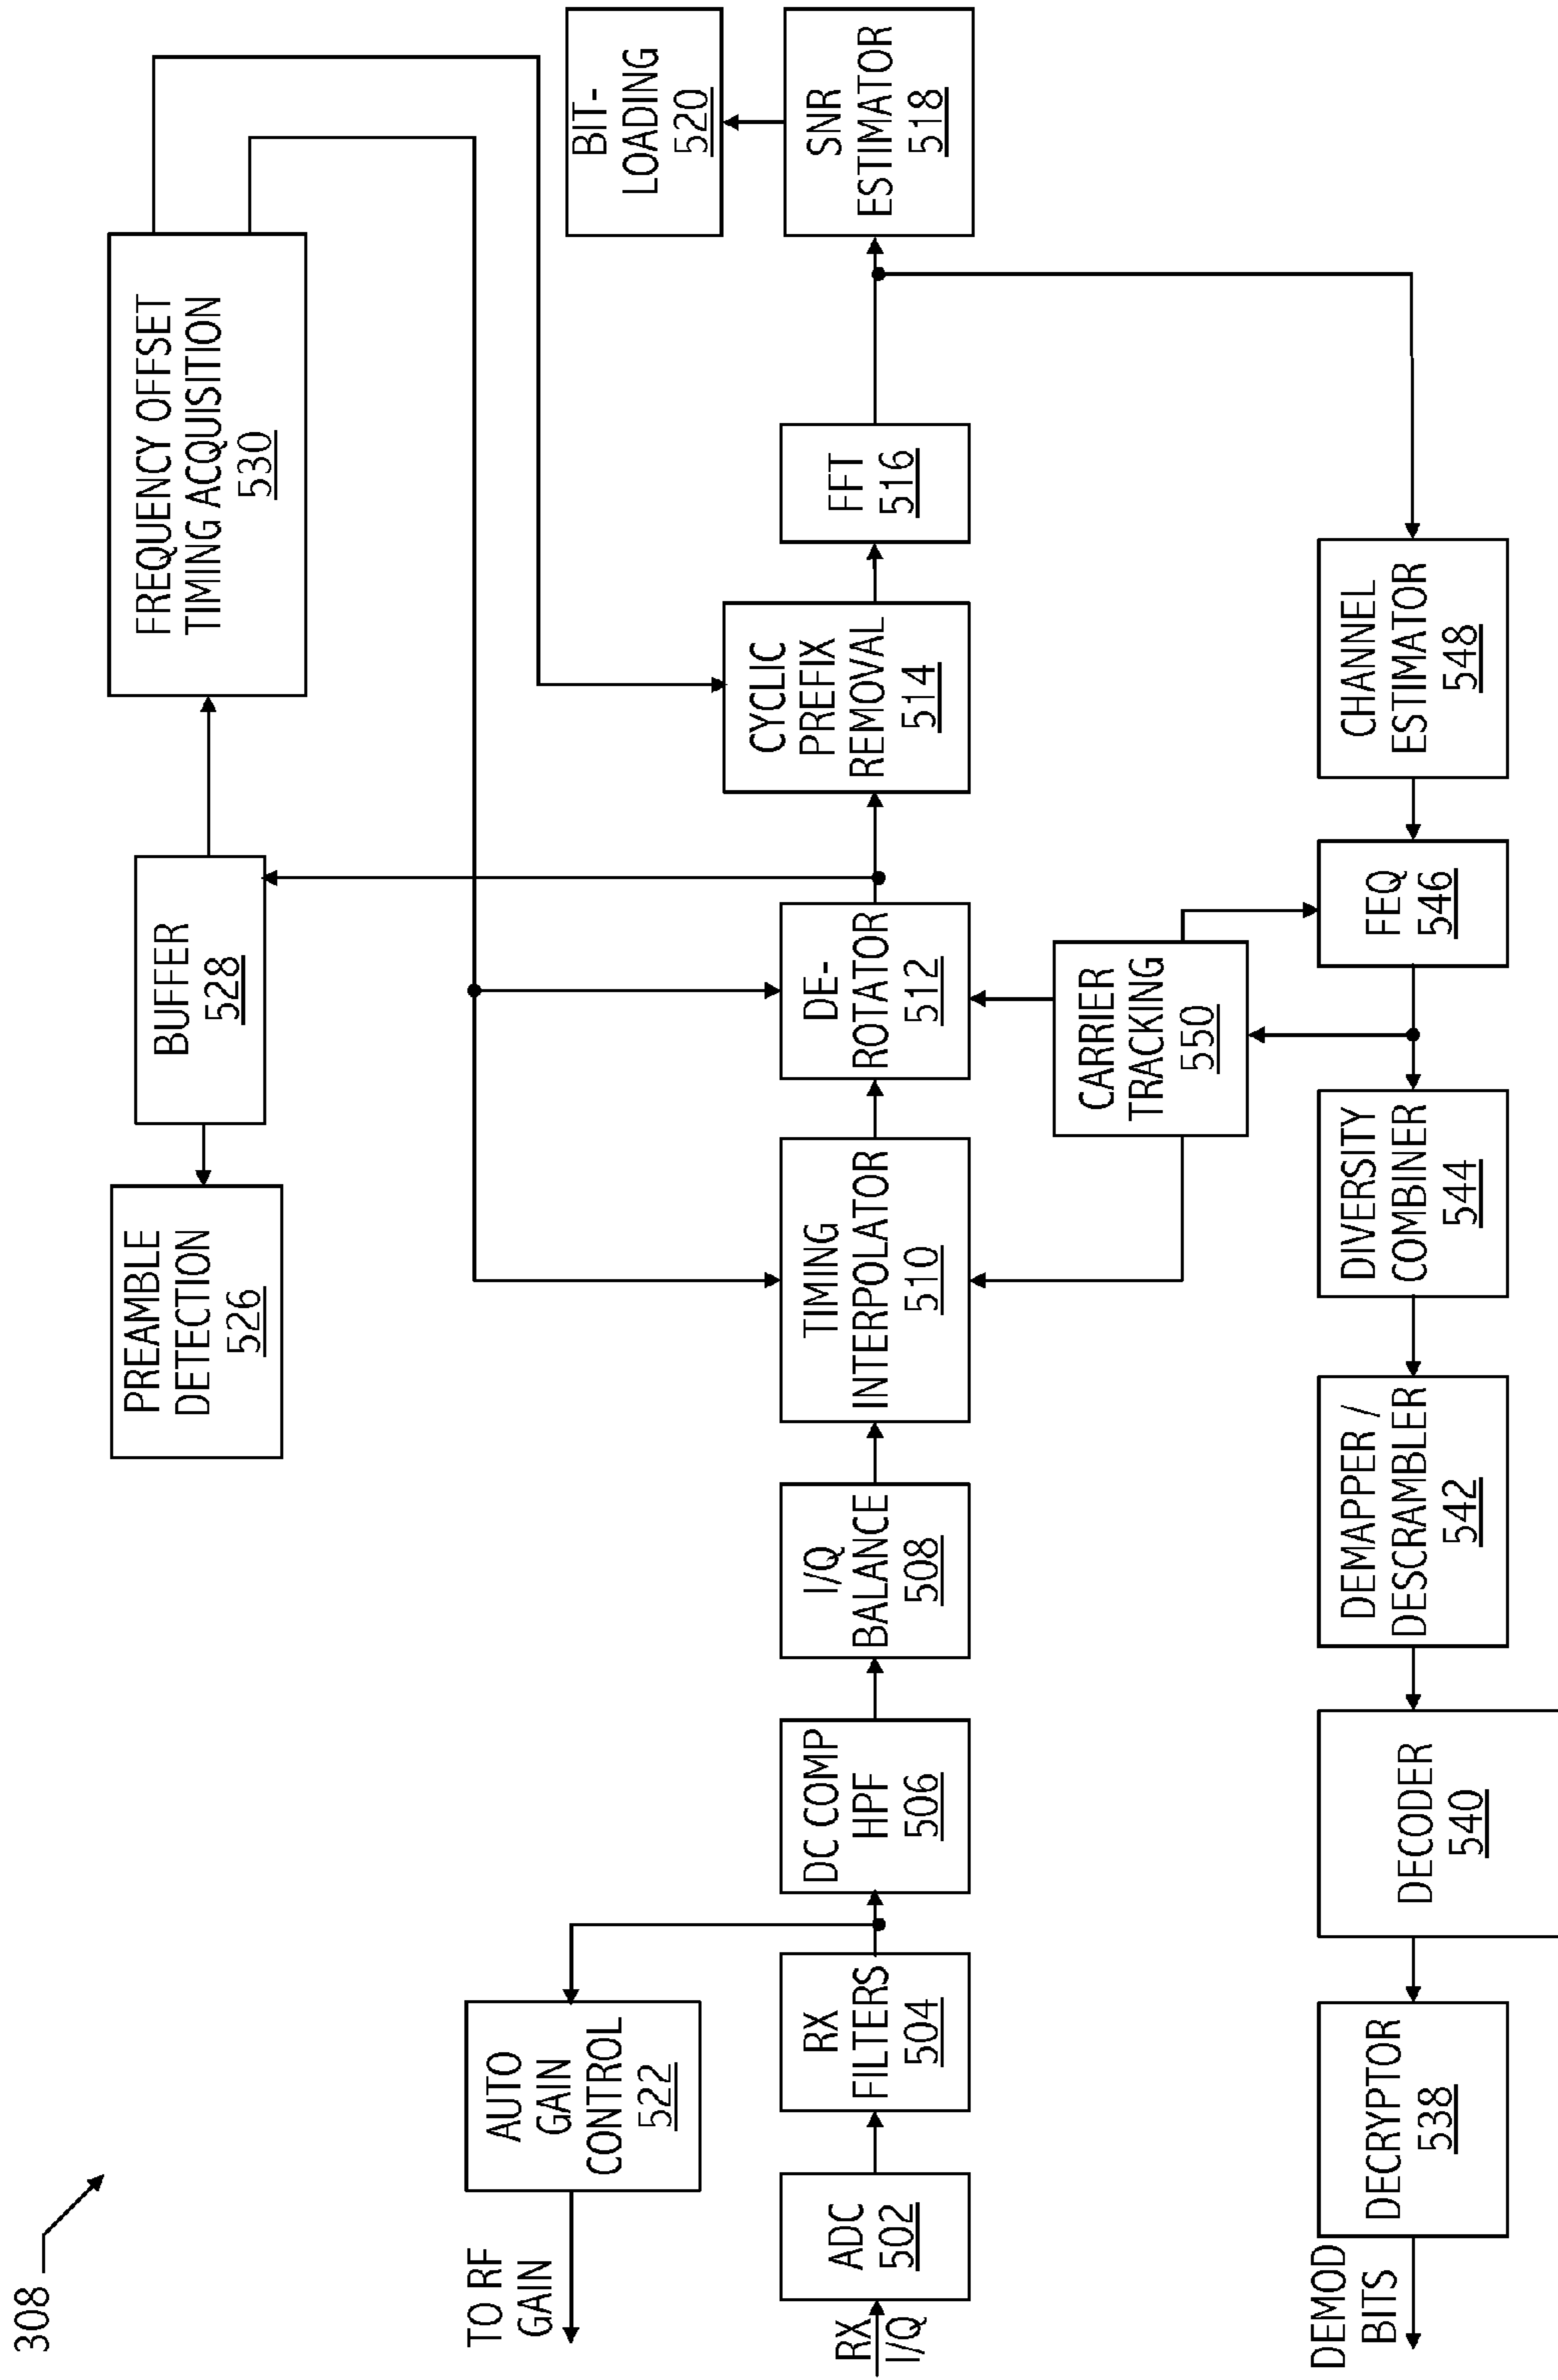 308
PREAMBLE
DETECTION
526
BUFFER
528
FREQUENCY OFFSET
TIMING ACQUISITION
530
TO RF
GAIN
AUTO
GAIN
CONTROL
522
BIT-
LOADING
520
RX
I/Q
ADC
502
RX
FILTERS
504
DC COMP
HPF
506
I/Q
BALANCE
508
TIMING
INTERPOLATOR
510
DE-
ROTATOR
512
CYCLIC
PREFIX
REMOVAL
514
FFT
516
SNR
ESTIMATOR
518
CARRIER
TRACKING
550
DEMOD
BITS
DECRYPTOR
538
DECODER
540
DEMAPPER /
DESCRAMBLER
542
DIVERSITY
COMBINER
544
FEQ
546
CHANNEL
ESTIMATOR
548